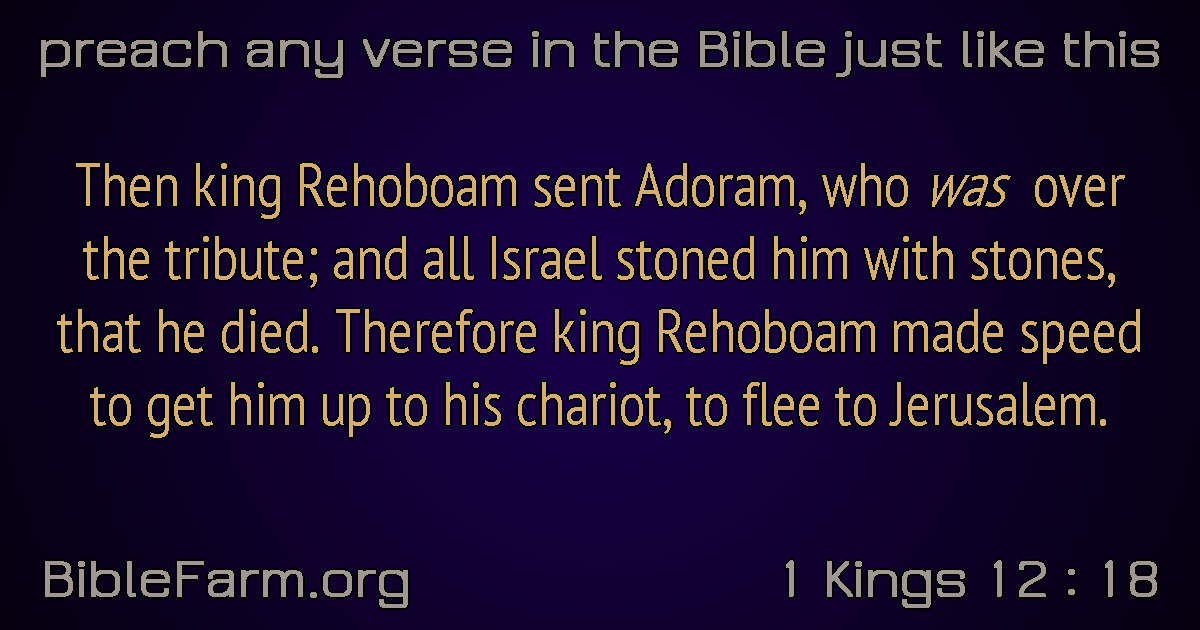 preach any verse in the Bible just like this
Then king Rehoboam sent Adoram, who was over
the tribute; and all Israel stoned him with stones,
that he died. Therefore king Rehoboam made speed
to get him up to his chariot, to flee to Jerusalem.
BibleFarm.org
1 Kings 12 : 18